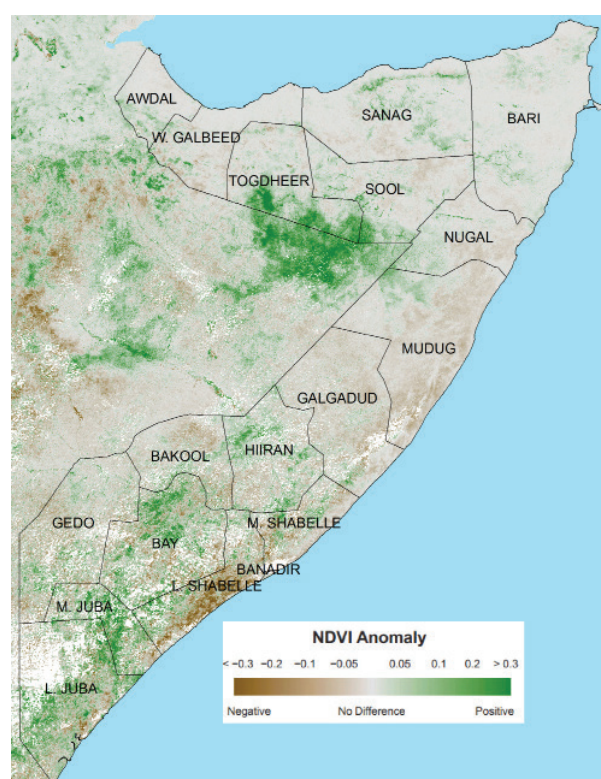 AWDAL
SANAG
BARI
W. GALBEED
TOGDHEER
SOOL
NUGAL
MUDUG
GALGADUD
BAKOOL
HIIRAN
GEDO
M. SHABELLE
BAY
BANADIR
L. SHABELLE
M. JUBA
L. JUBA
NDVI Anomaly
< −0.3 −0.2 −0.1 −0.05 0.05 0.1 0.2 > 0.3
Negative No Difference Positive